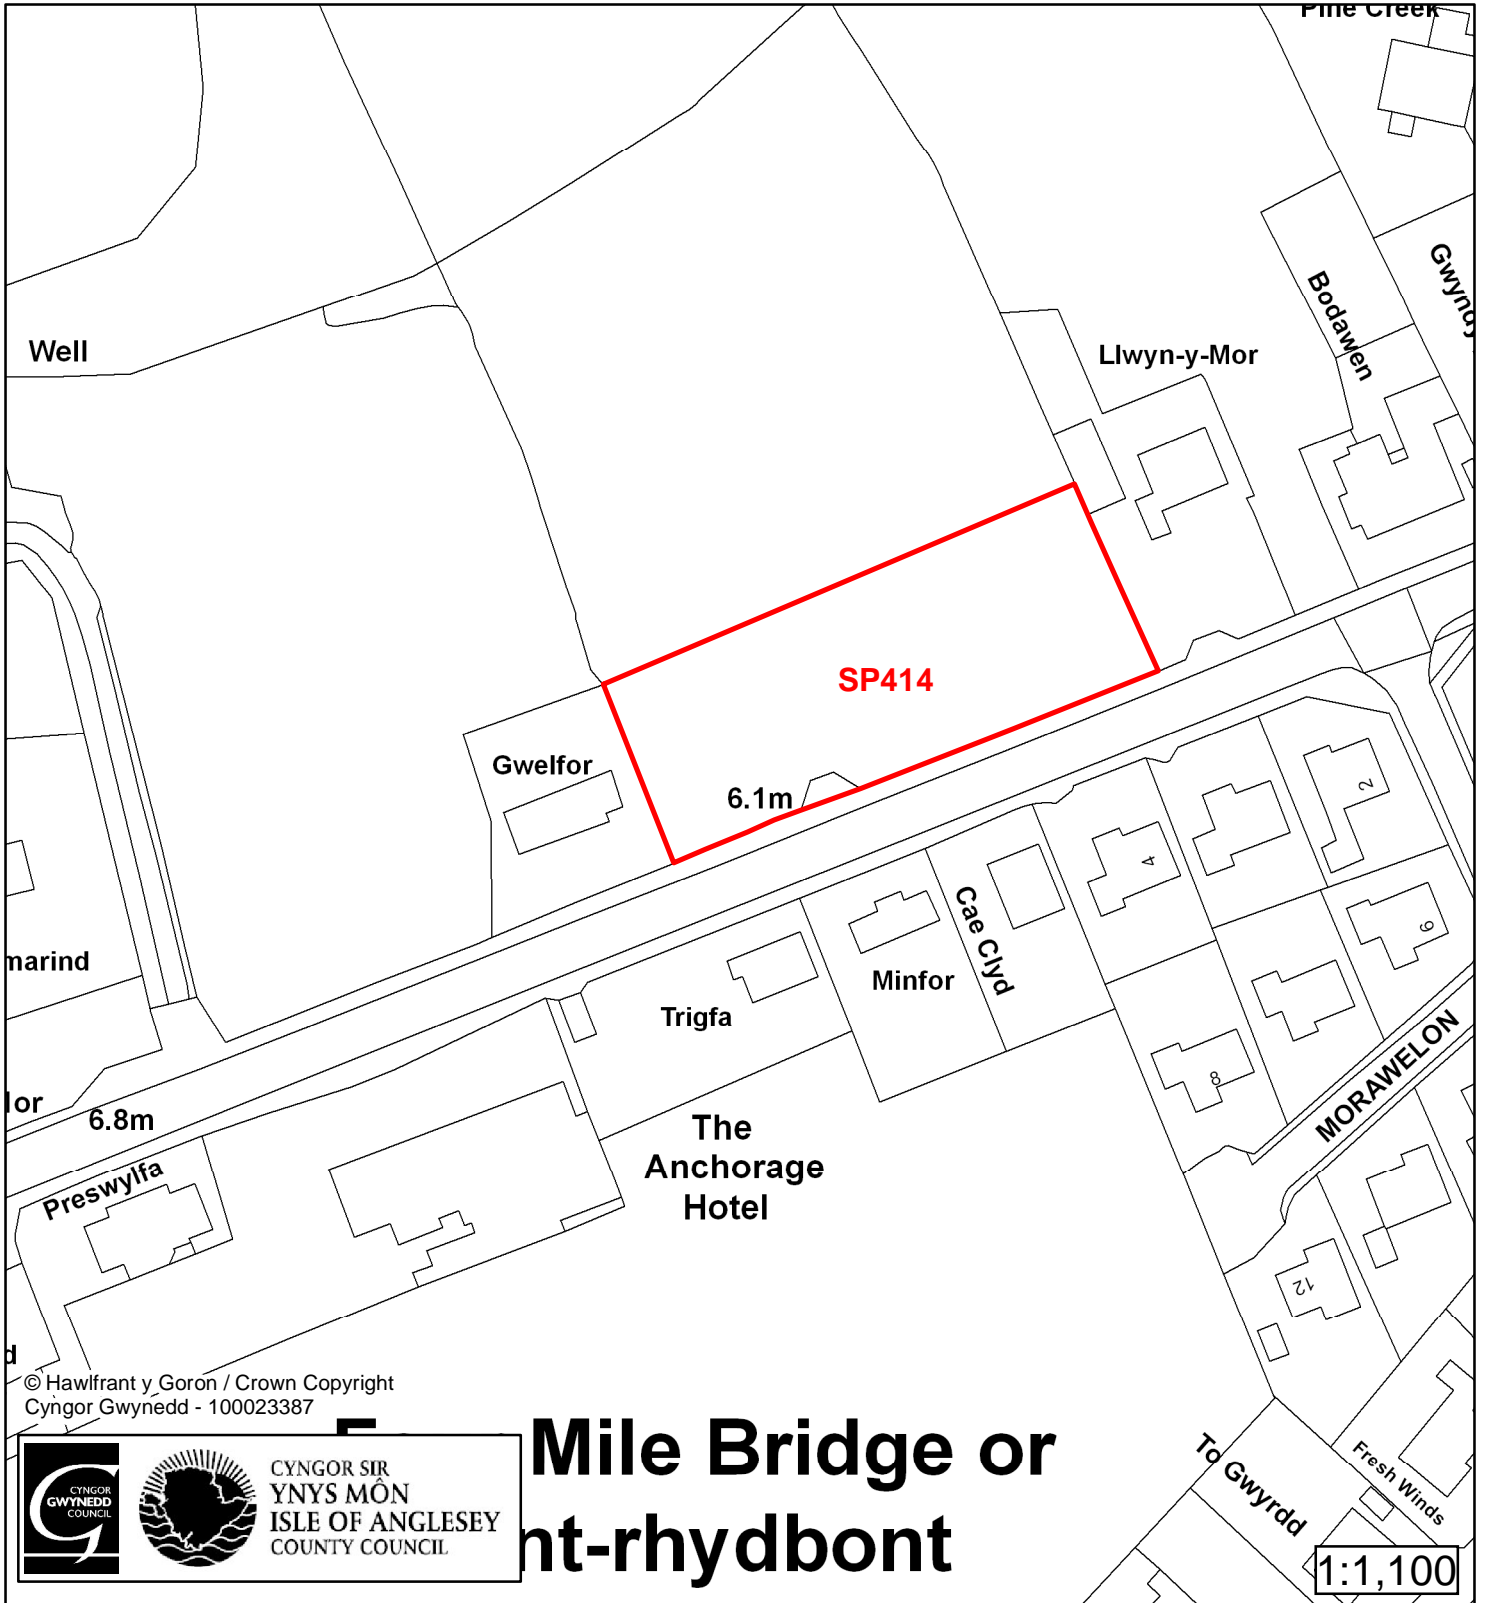 Pine Creek
Gwyndy
Bodawen
Llwyn-y-Mor
Well
SP414
Gwelfor
6.1m
2
4
6
Cae Clyd
Minfor
Trigfa
marind
lor
6.8m
8
MORAWELON
The
Anchorage
Hotel
Preswylfa
12
d
© Hawlfrant y Goron / Crown Copyright
Cyngor Gwynedd - 100023387
Mile Bridge or
nt-rhydbont
To Gwyrdd
Fresh Winds
CYNGOR
GWYNEDD
COUNCIL
CYNGOR SIR
YNYS MÔN
ISLE OF ANGLESEY
COUNTY COUNCIL
1:1,100